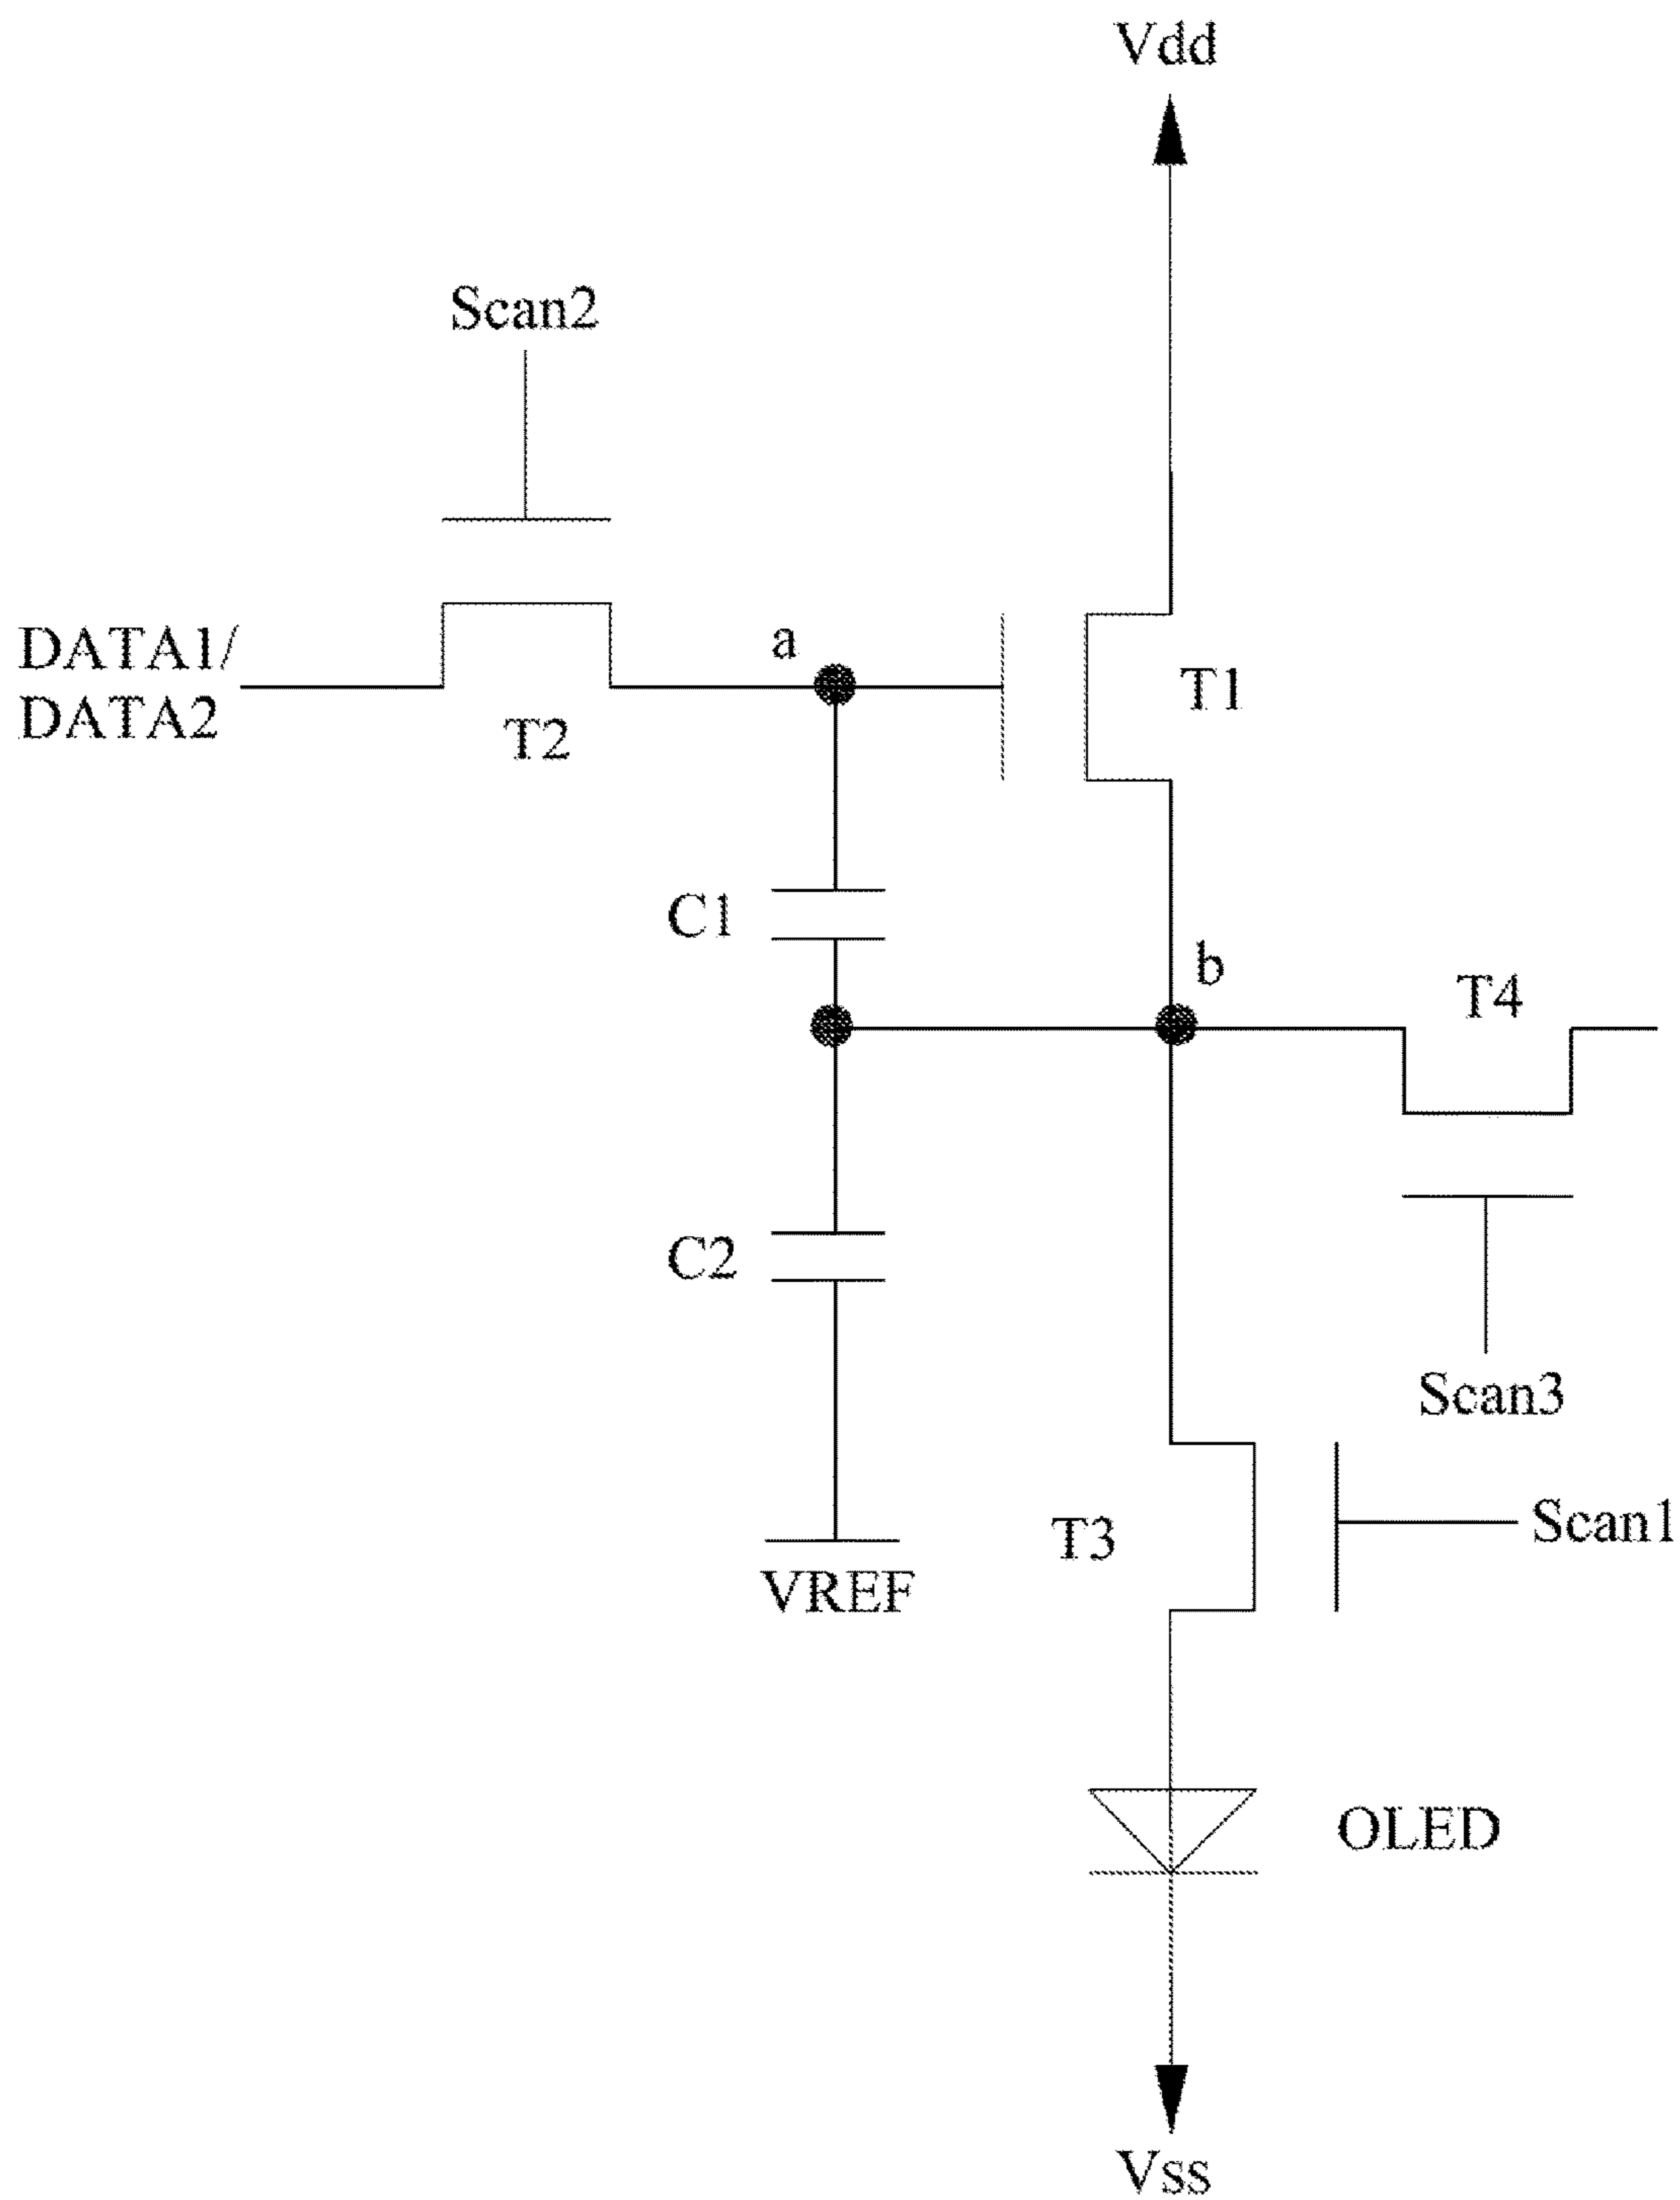 Vdd
Scan2
DATA1/
DATA2
T2
a
T1
C1
b
T4
C2
Scan3
T3
Scan1
VREF
OLED
Vss